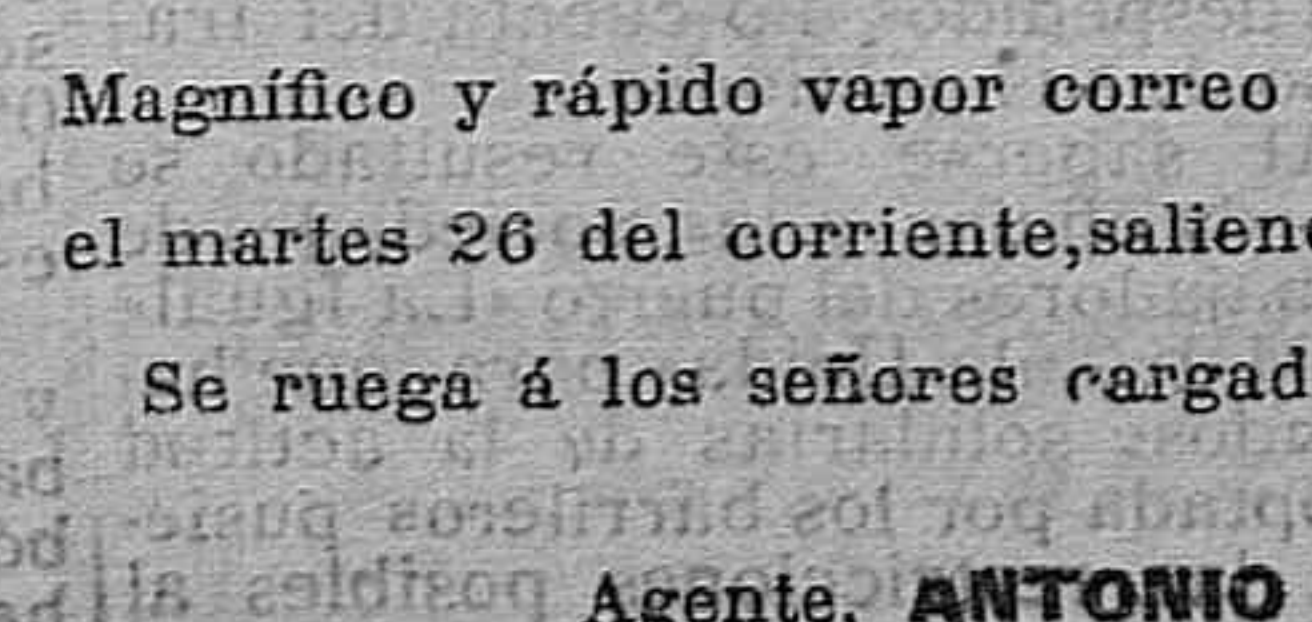 Magnífico y rápido vapor correo
el martes 26 del corriente,salien
Se ruega á los señores cargad
Agente, ANTONIO